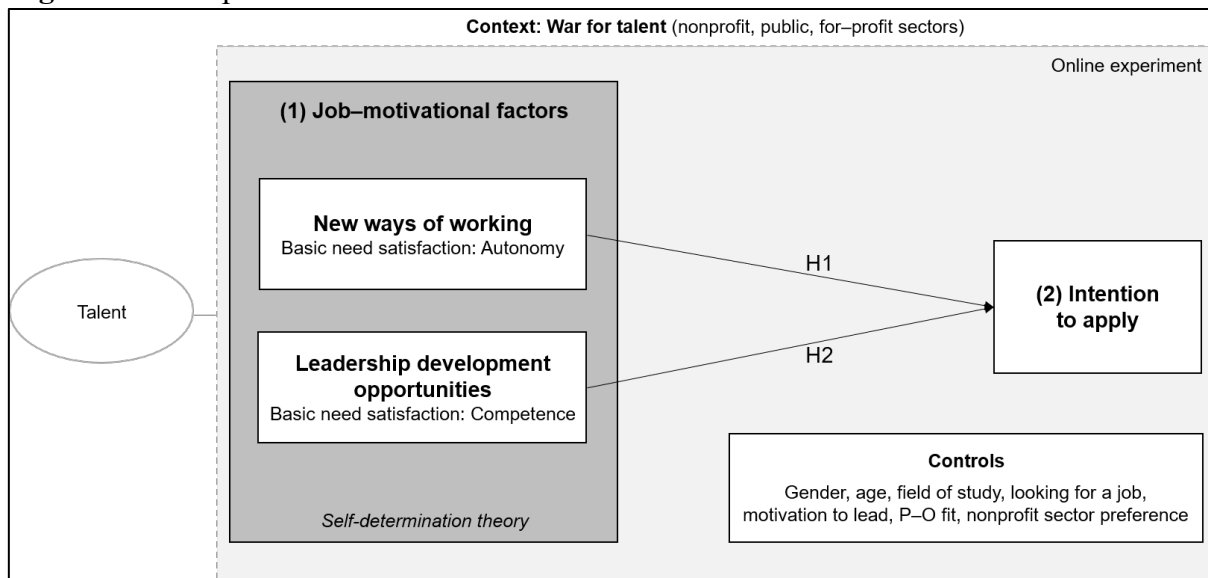 Context: War for talent (nonprofit, public, for–profit sectors)
Online experiment
(1) Job–motivational factors
New ways of working
Basic need satisfaction: Autonomy
H1
(2) Intention
to apply
Talent
Leadership development
opportunities
Basic need satisfaction: Competence
H2
Controls
Gender, age, field of study, looking for a job,
motivation to lead, P–O fit, nonprofit sector preference
Self-determination theory